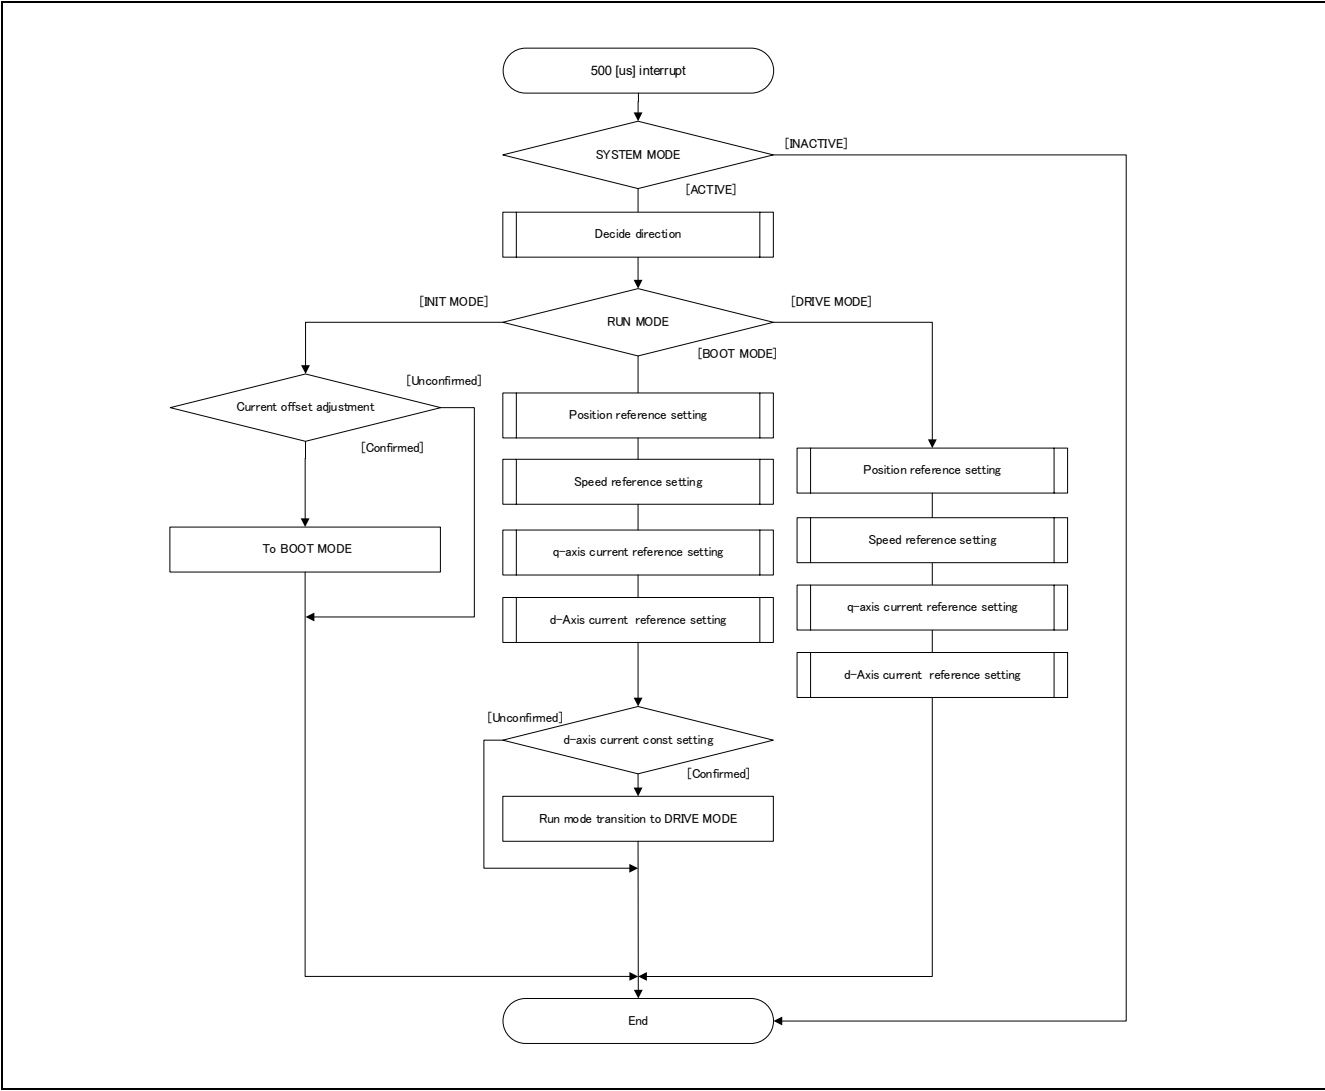 500 [us] interrupt
SYSTEM MODE
[INACTIVE]
[ACTIVE]
Decide direction
[INIT MODE]
RUN MODE
[DRIVE MODE]
[BOOT MODE]
[Unconfirmed]
Current offset adjustment
[Confirmed]
To BOOT MODE
Position reference setting
Speed reference setting
q-axis current reference setting
d-Axis current reference setting
[Unconfirmed]
d-axis current const setting
[Confirmed]
Run mode transition to DRIVE MODE
Position reference setting
Speed reference setting
q-axis current reference setting
d-Axis current reference setting
End